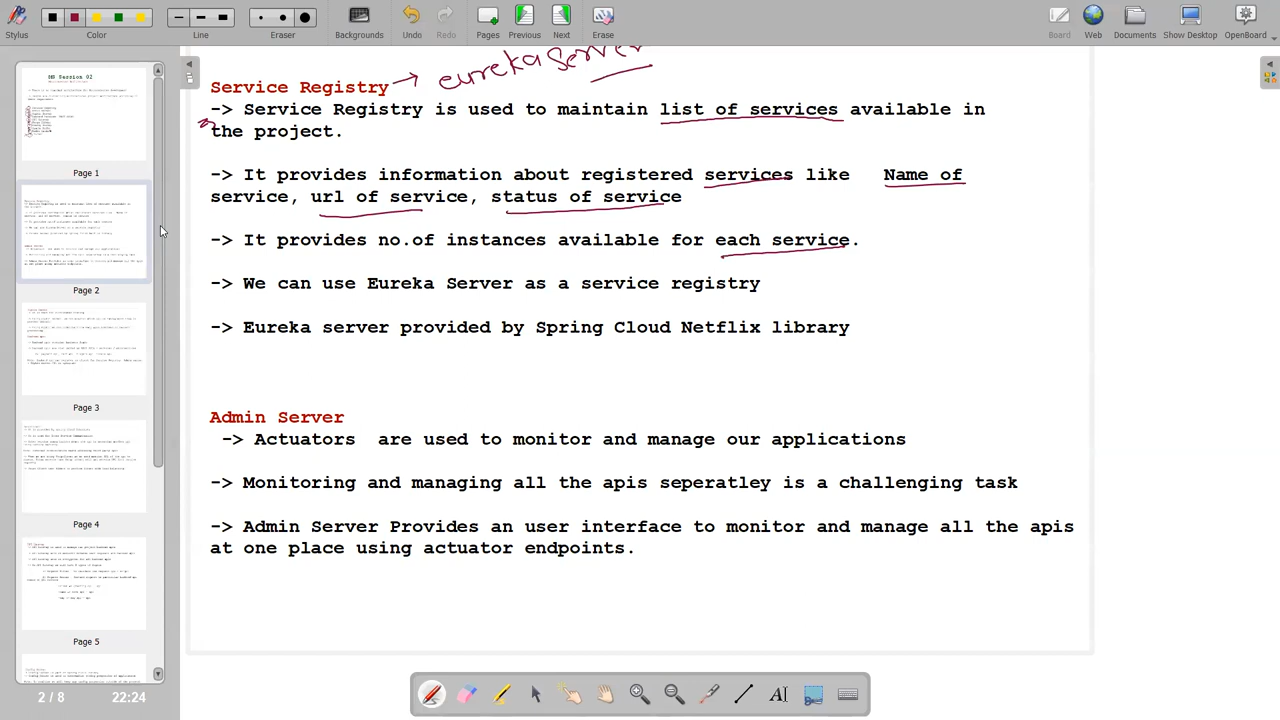 Stylus
Color
Line
Eraser
Backgrounds
Undo
Redo
Pages
Previous
Next
Erase
Board
Web
Documents
Show Desktop
OpenBoard
MS Session 02
Page 1
Page 2
Page 3
Page 4
Page 5
2 / 8
22:24
Service Registry → eureka Server
-> Service Registry is used to maintain list of services available in
the project.
-> It provides information about registered services like Name of
service, url of service, status of service
-> It provides no.of instances available for each service.
-> We can use Eureka Server as a service registry
-> Eureka server provided by Spring Cloud Netflix library
Admin Server
-> Actuators are used to monitor and manage our applications
-> Monitoring and managing all the apis seperatley is a challenging task
-> Admin Server Provides an user interface to monitor and manage all the apis
at one place using actuator endpoints.